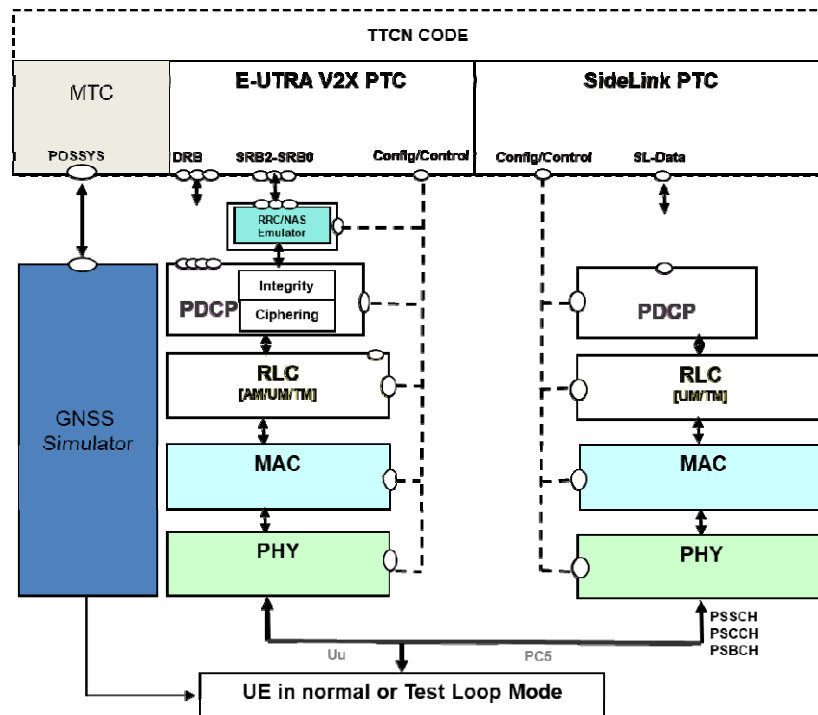 TTCN CODE
MTC
E-UTRA V2X PTC
SideLink PTC
POSSYS
DRB
SRB2-SRB0
Config/Control
Config/Control
SL-Data
RRC/NAS
Emulator
PDCP
Integrity
Ciphering
PDCP
RLC
[AM/UM/TM]
RLC
[UM/TM]
GNSS
Simulator
MAC
MAC
PHY
PHY
PSSCH
PSCCH
PSBCH
Uu
PC5
UE in normal or Test Loop Mode